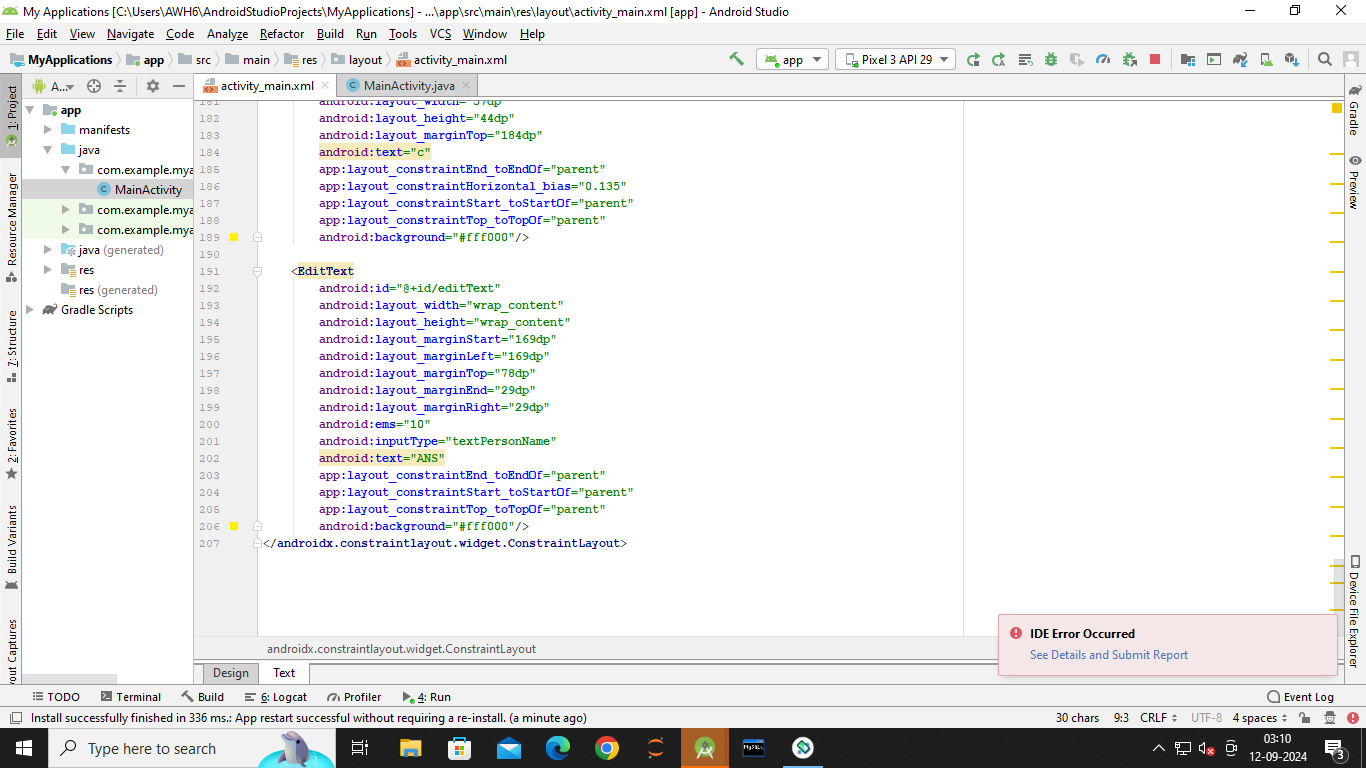 My Applications [C:\Users\AWH6\AndroidStudioProjects\MyApplications] - ...\app\src\main\res\layout\activity_main.xml [app] - Android Studio
File Edit View Navigate Code Analyze Refactor Build Run Tools VCS Window Help
MyApplications app src main res layout activity_main.xml app Pixel 3 API 29
1: Project
Resource Manager
7: Structure
2: Favorites
Build Variants
A...
app
manifests
java
com.example.mya
MainActivity
com.example.mya
com.example.mya
java (generated)
res
res (generated)
Gradle Scripts
activity_main.xml MainActivity.java
181 android:layout_width="57dp"
182 android:layout_height="44dp"
183 android:layout_marginTop="184dp"
184 android:text="c"
185 app:layout_constraintEnd_toEndOf="parent"
186 app:layout_constraintHorizontal_bias="0.135"
187 app:layout_constraintStart_toStartOf="parent"
188 app:layout_constraintTop_toTopOf="parent"
189 android:background="#fff000"/>
190
191 <EditText
192 android:id="@+id/editText"
193 android:layout_width="wrap_content"
194 android:layout_height="wrap_content"
195 android:layout_marginStart="169dp"
196 android:layout_marginLeft="169dp"
197 android:layout_marginTop="78dp"
198 android:layout_marginEnd="29dp"
199 android:layout_marginRight="29dp"
200 android:ems="10"
201 android:inputType="textPersonName"
202 android:text="ANS"
203 app:layout_constraintEnd_toEndOf="parent"
204 app:layout_constraintStart_toStartOf="parent"
205 app:layout_constraintTop_toTopOf="parent"
206 android:background="#fff000"/>
207 </androidx.constraintlayout.widget.ConstraintLayout>
androidx.constraintlayout.widget.ConstraintLayout
Design Text
Gradle
Preview
Device File Explorer
IDE Error Occurred
See Details and Submit Report
TODO Terminal Build 6: Logcat Profiler 4: Run Event Log
Install successfully finished in 336 ms.: App restart successful without requiring a re-install. (a minute ago) 30 chars 9:3 CRLF UTF-8 4 spaces
Type here to search
03:10
12-09-2024
3